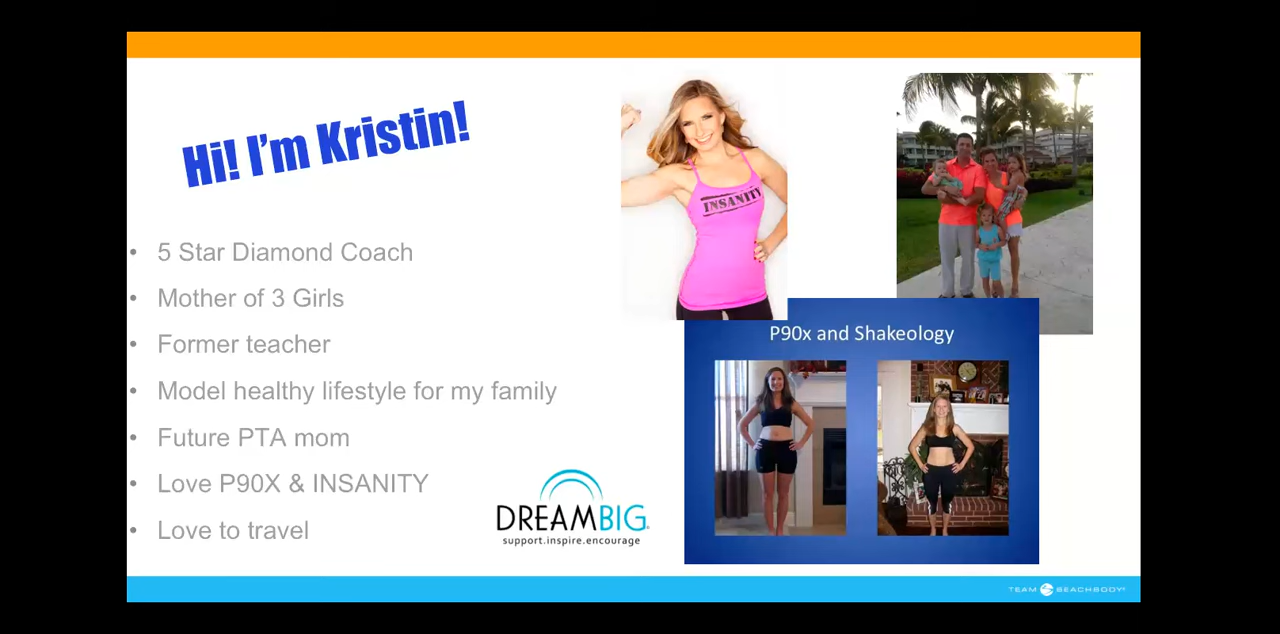 Hi! I'm Kristin!
• 5 Star Diamond Coach
• Mother of 3 Girls
• Former teacher
• Model healthy lifestyle for my family
• Future PTA mom
• Love P90X & INSANITY
• Love to travel
INSANITY
P90x and Shakeology
DREAMBIG
support.inspire.encourage
TEAM BEACHBODY